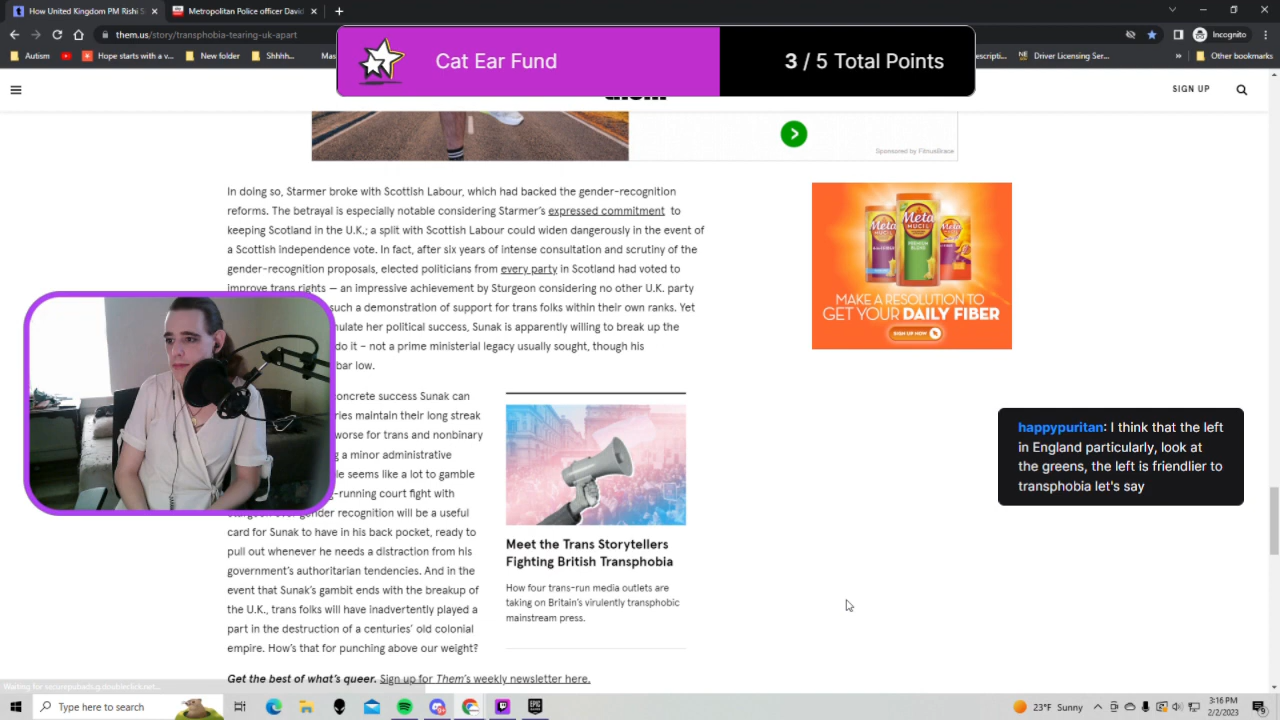 them.us/story/transphobia-tearing-uk-apart
Incognito
Autism
Hope starts with a v...
New folder
Shhhh...
Driver Licensing...
Other bookmarks
Cat Ear Fund
3 / 5 Total Points
SIGN UP
Sponsored by FitnusBrace
In doing so, Starmer broke with Scottish Labour, which had backed the gender-recognition
reforms. The betrayal is especially notable considering Starmer's expressed commitment to
keeping Scotland in the U.K.; a split with Scottish Labour could widen dangerously in the event of
a Scottish independence vote. In fact, after six years of intense consultation and scrutiny of the
gender-recognition proposals, elected politicians from every party in Scotland had voted to
improve trans rights — an impressive achievement by Sturgeon considering no other U.K. party
such a demonstration of support for trans folks within their own ranks. Yet
her political success, Sunak is apparently willing to break up the
do it – not a prime ministerial legacy usually sought, though his
bar low.
concrete success Sunak can
maintain their long streak
worse for trans and nonbinary
a minor administrative
seems like a lot to gamble
-running court fight with
gender recognition will be a useful
card for Sunak to have in his back pocket, ready to
pull out whenever he needs a distraction from his
government's authoritarian tendencies. And in the
event that Sunak's gambit ends with the breakup of
the U.K., trans folks will have inadvertently played a
part in the destruction of a centuries' old colonial
empire. How's that for punching above our weight?
Get the best of what's queer. Sign up for Them's weekly newsletter here.
Meet the Trans Storytellers
Fighting British Transphobia
How four trans-run media outlets are
taking on Britain's virulently transphobic
mainstream press.
Meta
MUCIL
PREMIUM
BLEND
MAKE A RESOLUTION TO
GET YOUR DAILY FIBER
SIGN UP NOW
happypuritan: I think that the left
in England particularly, look at
the greens, the left is friendlier to
transphobia let's say
Waiting for securepubads.g.doubleclick.net...
Type here to search
EPIC
23°F Sunny
3:16 PM
2/2/2023